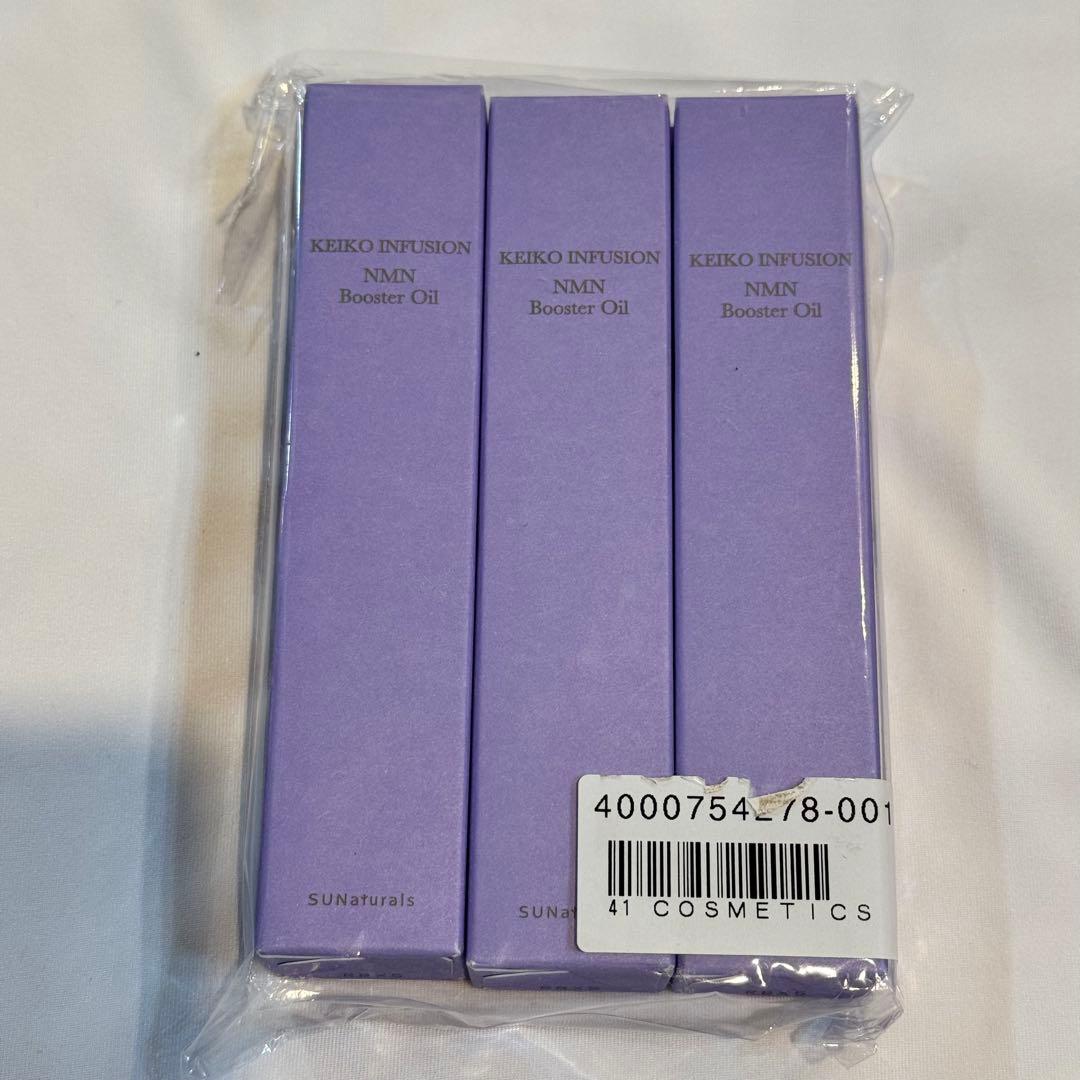 KEIKO INFUSION
NMN
Booster Oil
SUNaturals
KEIKO INFUSION
NMN
Booster Oil
SUNat
KEIKO INFUSION
NMN
Booster Oil
4000754278-001
41 COSMETICS